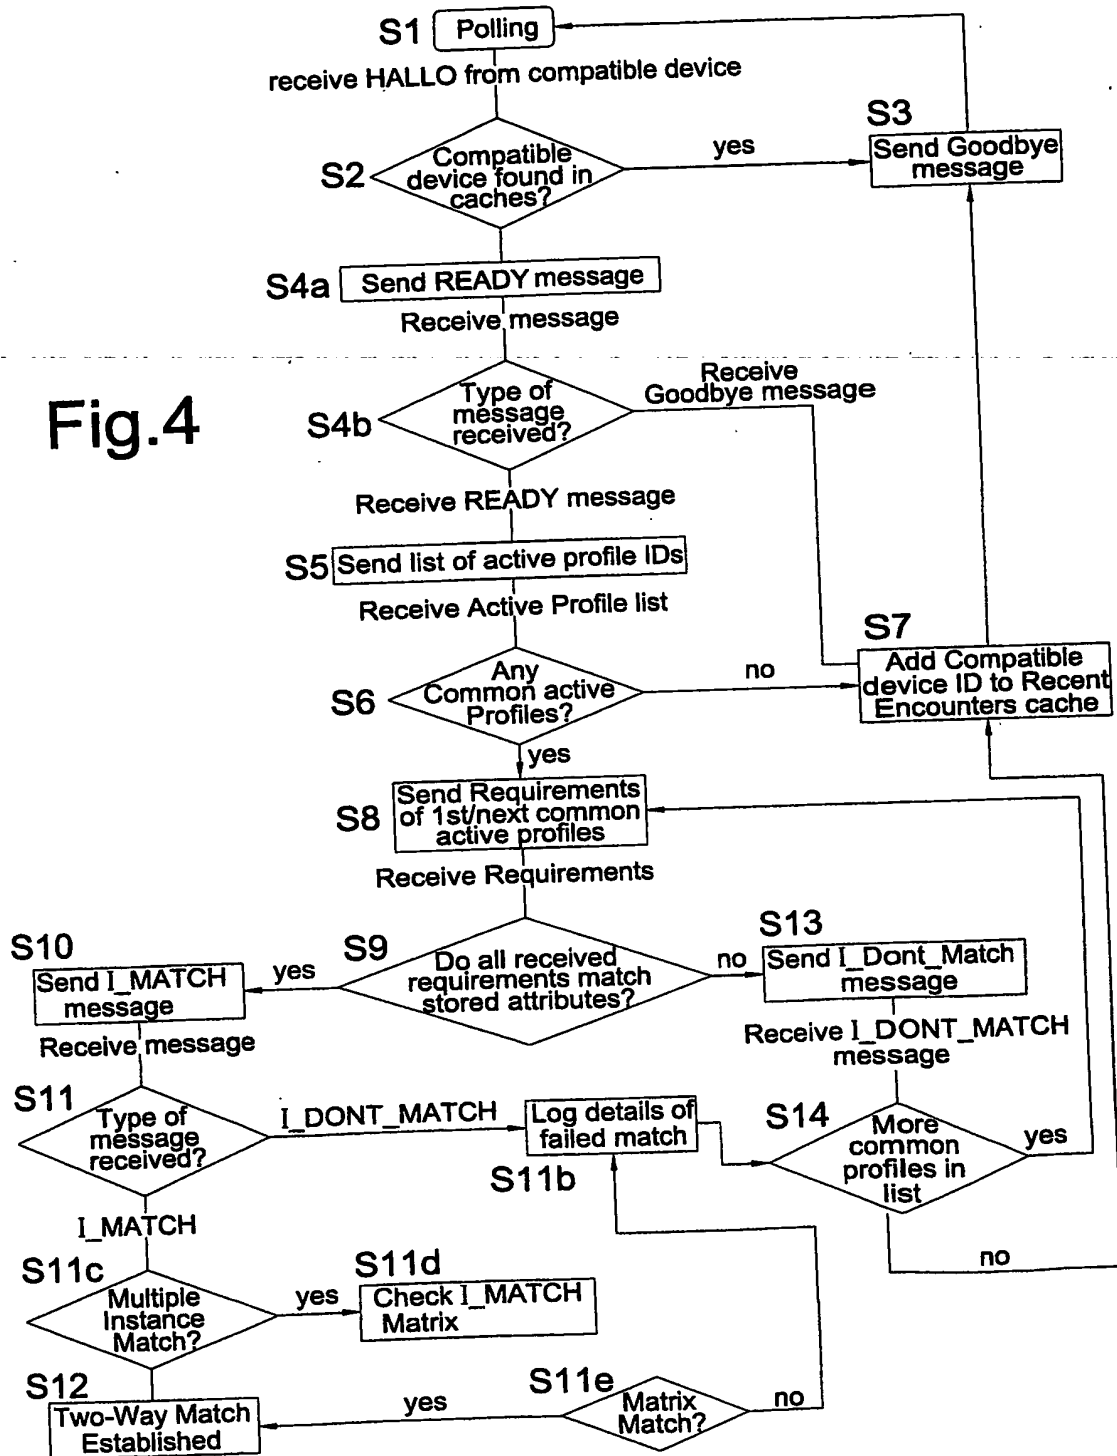 S1
Polling
receive HALLO from compatible device
S2
Compatible
device found in
caches?
yes
S3
Send Goodbye
message
S4a
Send READY message
Receive message
Fig.4
S4b
Type of
message
received?
Receive
Goodbye message
Receive READY message
S5
Send list of active profile IDs
Receive Active Profile list
S6
Any
Common active
Profiles?
no
S7
Add Compatible
device ID to Recent
Encounters cache
yes
S8
Send Requirements
of 1st/next common
active profiles
Receive Requirements
S9
Do all received
requirements match
stored attributes?
yes
no
S10
Send I_MATCH
message
Receive message
S13
Send I_Dont_Match
message
Receive I_DONT_MATCH
message
S11
Type of
message
received?
I_DONT_MATCH
Log details of
failed match
S11b
S14
More
common
profiles in
list
yes
no
I_MATCH
S11c
Multiple
Instance
Match?
yes
S11d
Check I_MATCH
Matrix
S12
Two-Way Match
Established
yes
S11e
Matrix
Match?
no